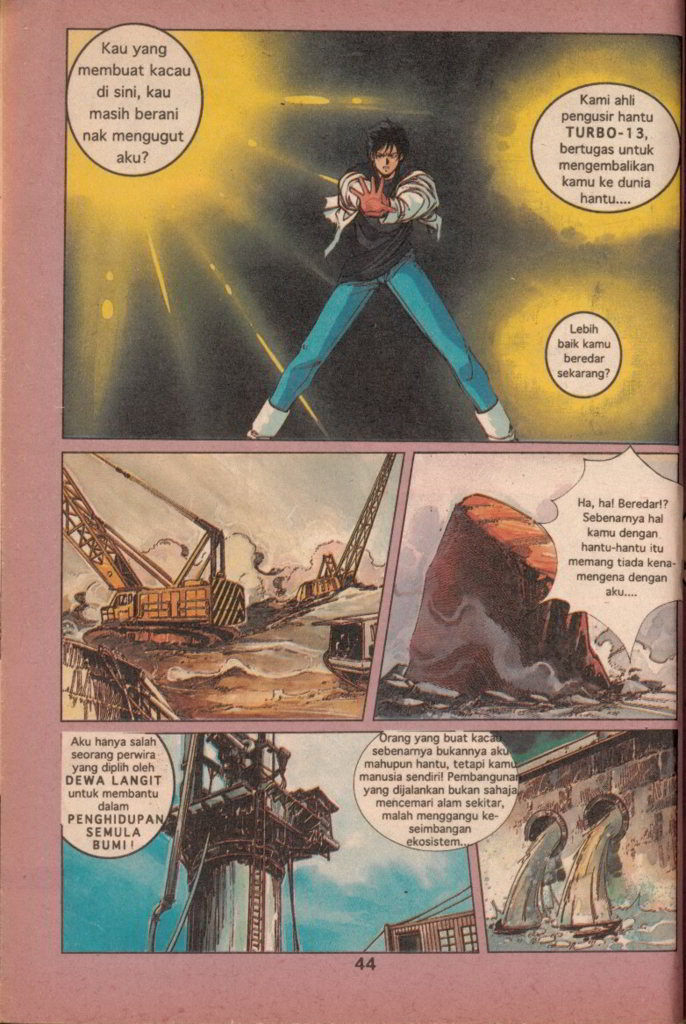 Kau yang
membuat kacau
di sini, kau
masih berani
nak mengugut
aku?
Kami ahli
pengusir hantu
TURBO-13,
bertugas untuk
mengembalikan
kamu ke dunia
hantu....
Lebih
baik kamu
beredar
sekarang?
Ha, ha! Beredar!?
Sebenarnya hal
kamu dengan
hantu-hantu itu
memang tiada kena-
mengena dengan
aku....
Aku hanya salah
seorang perwira
yang diplih oleh
DEWA LANGIT
untuk membantu
dalam
PENGHIDUPAN
SEMULA
BUMI!
Orang yang buat kacau
sebenarnya bukannya aku
mahupun hantu, tetapi kamu
manusia sendiri! Pembangunan
yang dijalankan bukan sahaja
mencemari alam sekitar,
malah menggangu ke-
seimbangan
ekosistem...
44